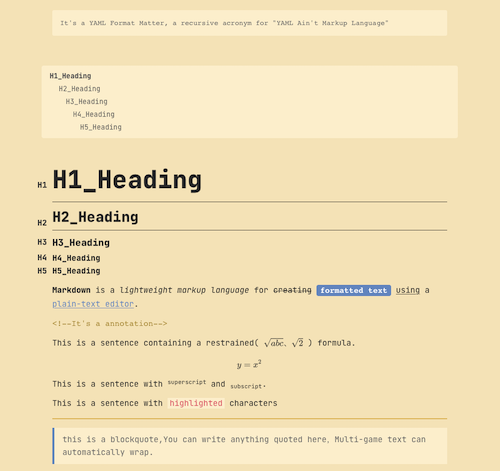 It's a YAML Format Matter, a recursive acronym for "YAML Ain't Markup Language"
H1_Heading
H2_Heading
H3_Heading
H4_Heading
H5_Heading
H1 H1_Heading
H2 H2_Heading
H3 H3_Heading
H4 H4_Heading
H5 H5_Heading
Markdown is a lightweight markup language for creating formatted text using a
plain-text editor.
<!--It's a annotation-->
This is a sentence containing a restrained( √abc、√2 ) formula.
y = x²
This is a sentence with superscript and subscript.
This is a sentence with highlighted characters
this is a blockquote,You can write anything quoted here, Multi-game text can
automatically wrap.